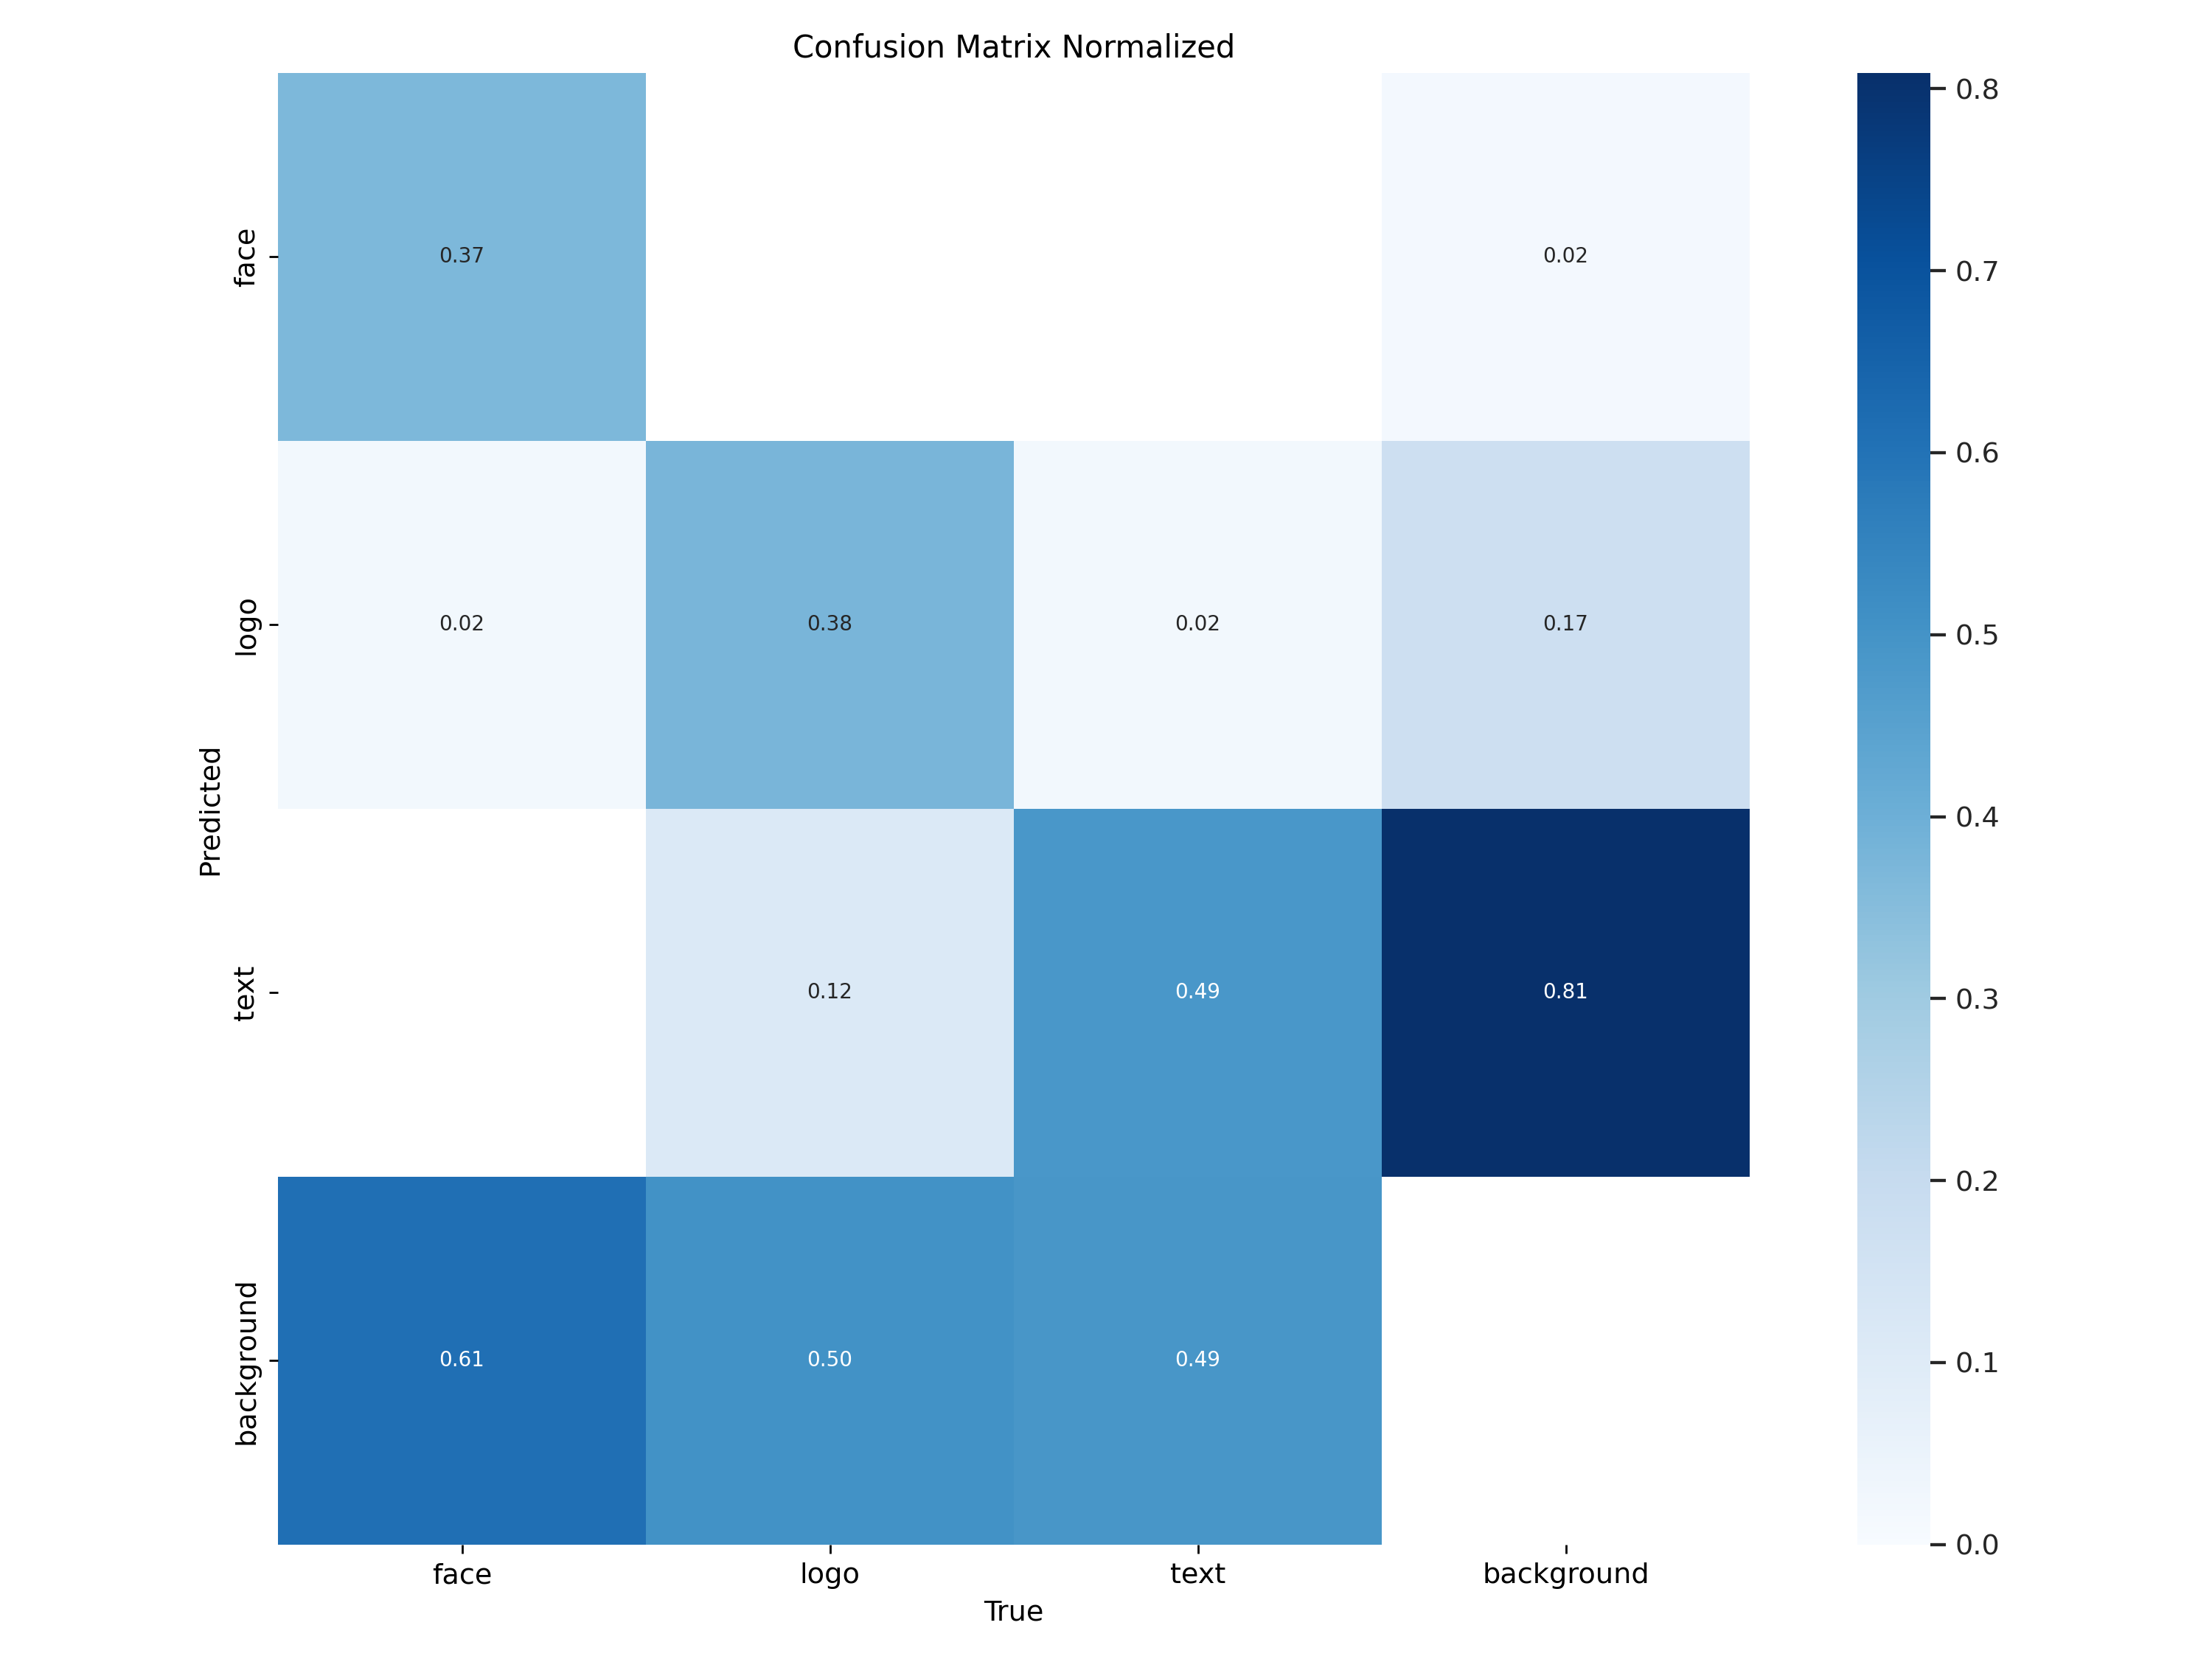 Confusion Matrix Normalized
face
0.37
0.02
logo
0.02
0.38
0.02
0.17
text
0.12
0.49
0.81
background
0.61
0.50
0.49
Predicted
face
logo
text
background
True
0.8
0.7
0.6
0.5
0.4
0.3
0.2
0.1
0.0